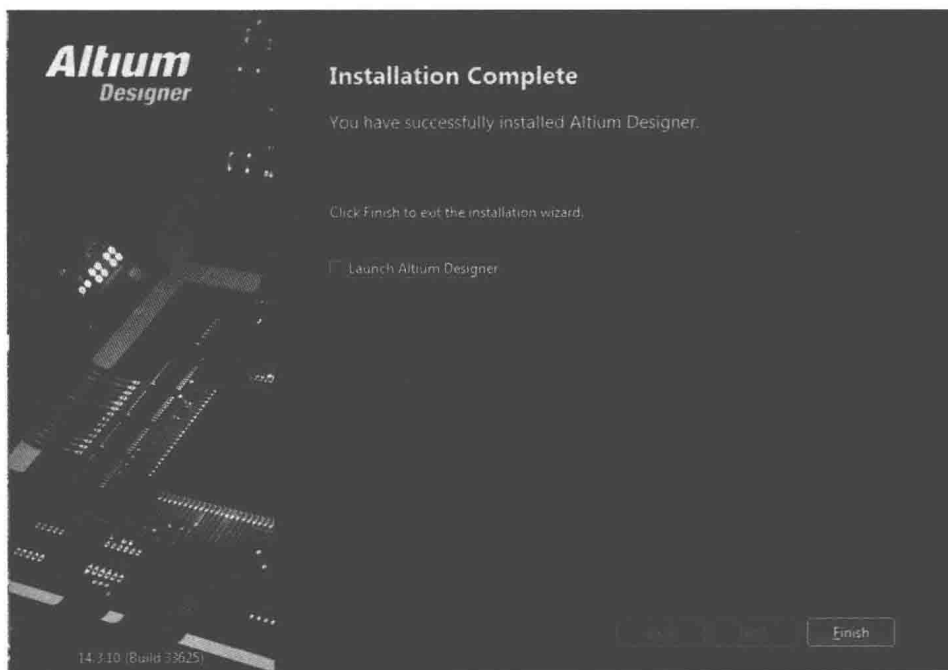 Altium
Designer
Installation Complete
You have successfully installed Altium Designer.
Click Finish to exit the installation wizard.
Launch Altium Designer
Finish
14.3.10 (Build 33625)